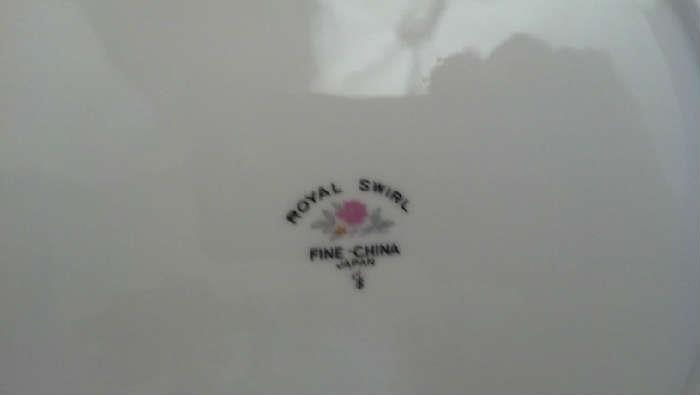 ROYAL SWIRL
FINE CHINA
JAPAN